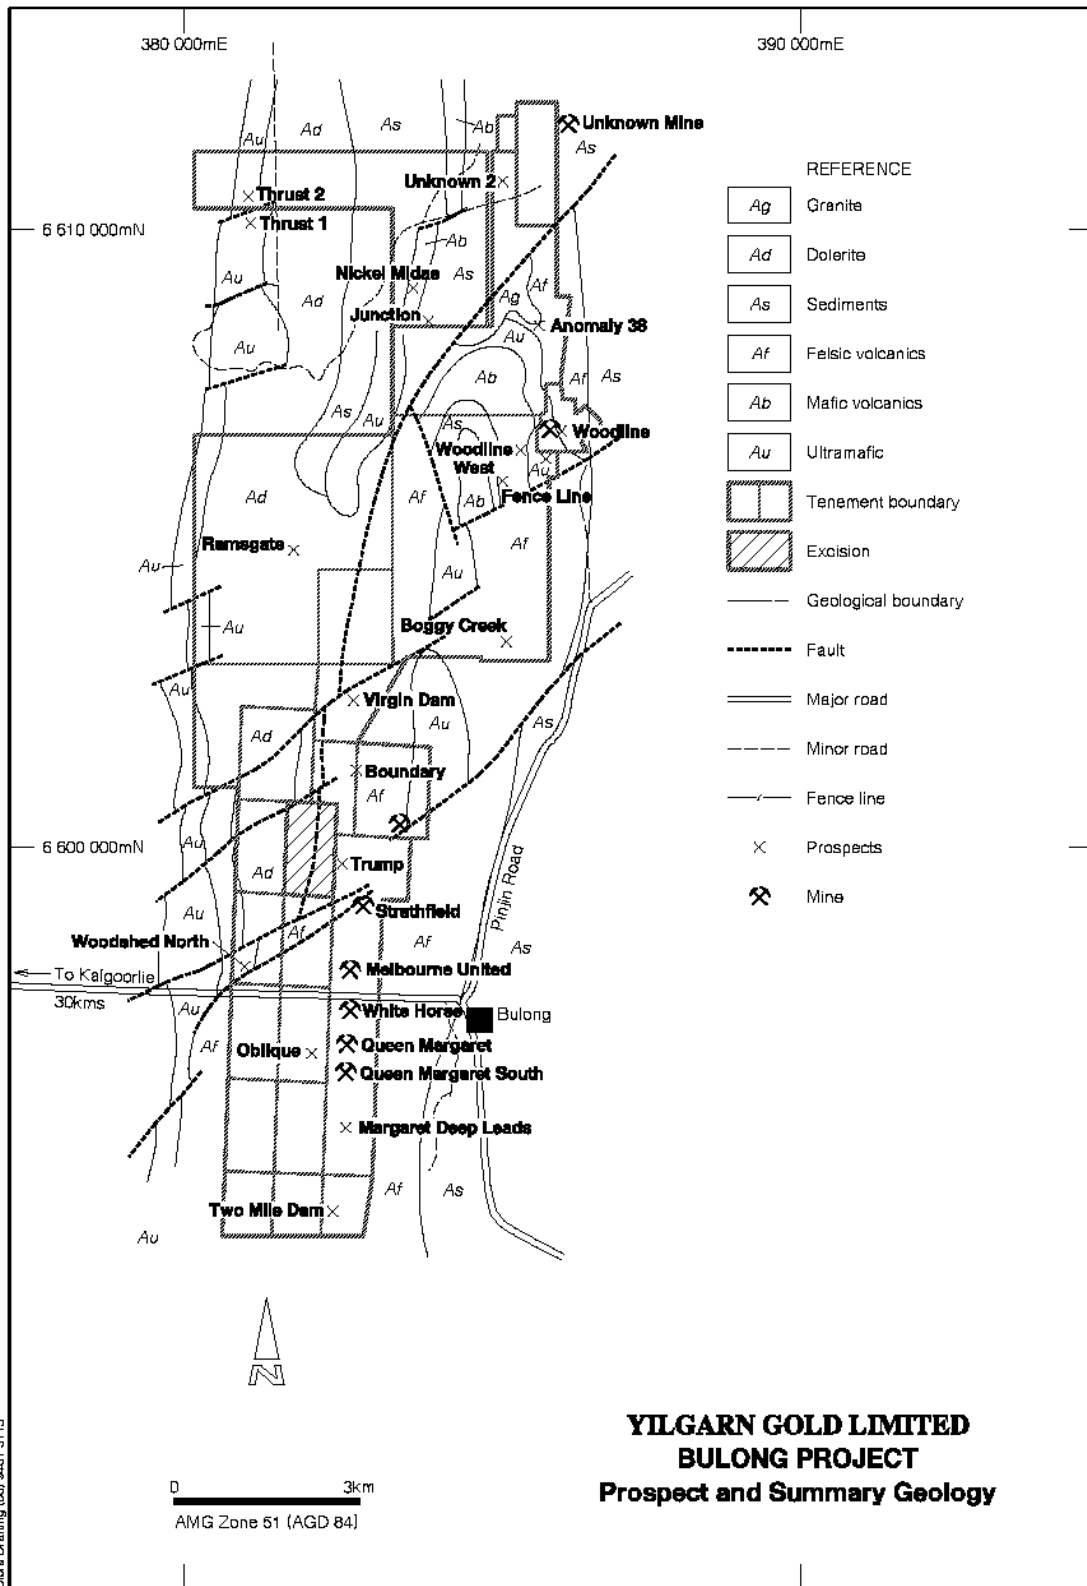 380 000mE
390 000mE
Unknown Mine
Ab
As
Ad
Au
As
Unknown 2
Thrust 2
Thrust 1
6 610 000mN
Ab
Au
As
Nickel Midas
Af
Ad
Ag
Junction
Anomaly 38
Au
Au
Ab
Af
As
As
Au
As
Woodline
Woodline
West
Au
Ad
Af
Ab
Fence Line
Ramsgate
Af
Au
Au
Au
Boggy Creek
Au
Virgin Dam
As
Au
Ad
Boundary
Af
Au
6 600 000mN
Trump
Ad
Au
Strathfield
Woodshed North
Af
Af
As
Pinjin Road
To Kalgoorlie
30kms
Melbourne United
Au
White Horse
Bulong
Af
Oblique
Queen Margaret
Queen Margaret South
Margaret Deep Leads
Af
As
Two Mile Dam
Au
REFERENCE
Ag Granite
Ad Dolerite
As Sediments
Af Felsic volcanics
Ab Mafic volcanics
Au Ultramafic
Tenement boundary
Excision
Geological boundary
Fault
Major road
Minor road
Fence line
Prospects
Mine
N
YILGARN GOLD LIMITED
BULONG PROJECT
Prospect and Summary Geology
0 3km
AMG Zone 51 (AGD 84)